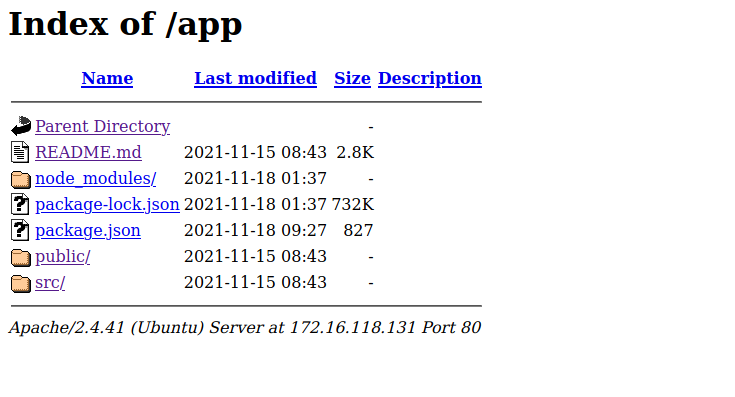 Index of /app
Name Last modified Size Description
Parent Directory -
README.md 2021-11-15 08:43 2.8K
node_modules/ 2021-11-18 01:37 -
package-lock.json 2021-11-18 01:37 732K
package.json 2021-11-18 09:27 827
public/ 2021-11-15 08:43 -
src/ 2021-11-15 08:43 -
Apache/2.4.41 (Ubuntu) Server at 172.16.118.131 Port 80